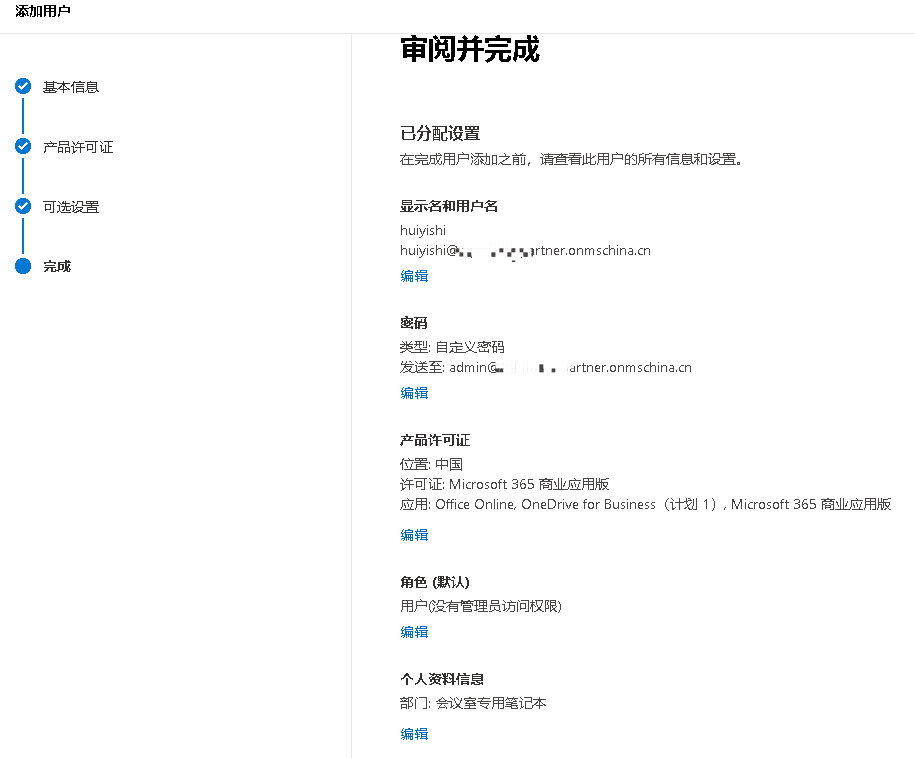 添加用户
基本信息
产品许可证
可选设置
完成
审阅并完成
已分配设置
在完成用户添加之前，请查看此用户的所有信息和设置。
显示名和用户名
huiyishi
huiyishi@ rtner.onmschina.cn
编辑
密码
类型: 自定义密码
发送至: admin@ artner.onmschina.cn
编辑
产品许可证
位置: 中国
许可证: Microsoft 365 商业应用版
应用: Office Online, OneDrive for Business（计划 1）, Microsoft 365 商业应用版
编辑
角色 (默认)
用户(没有管理员访问权限)
编辑
个人资料信息
部门: 会议室专用笔记本
编辑